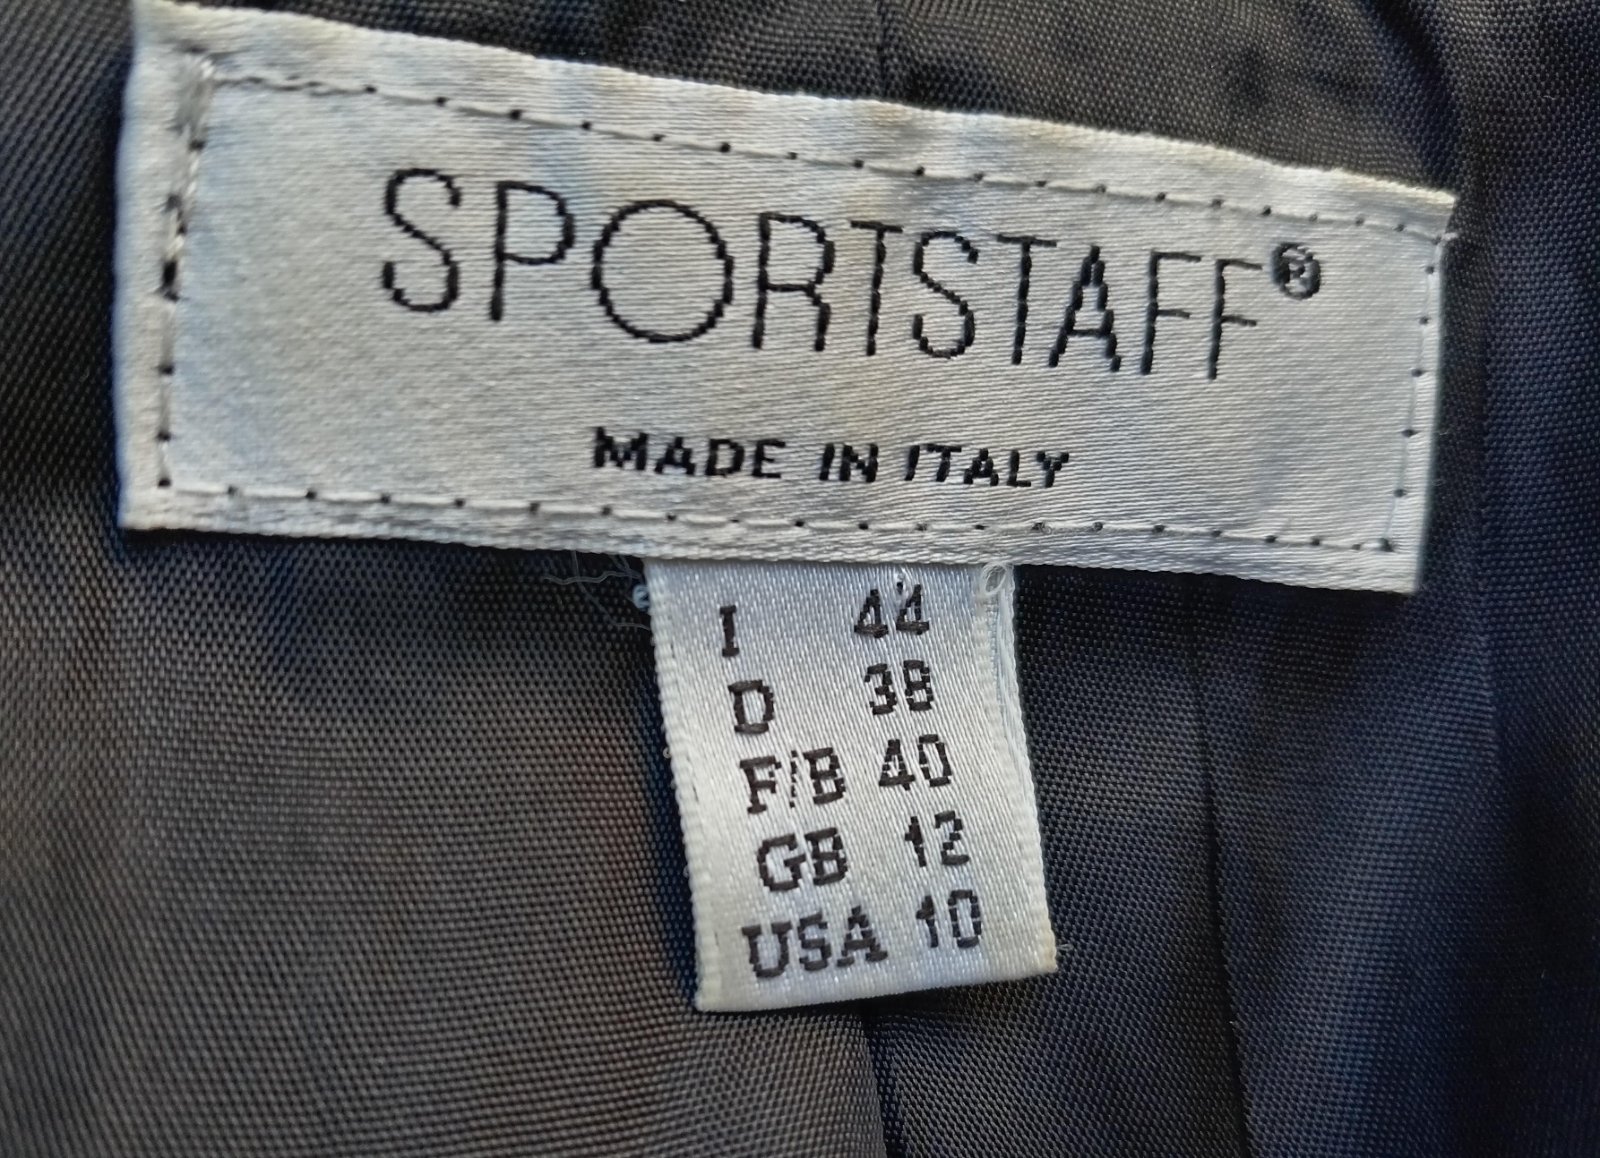 SPORTSTAFF®
MADE IN ITALY
I 44
D 38
F/B 40
GB 12
USA 10